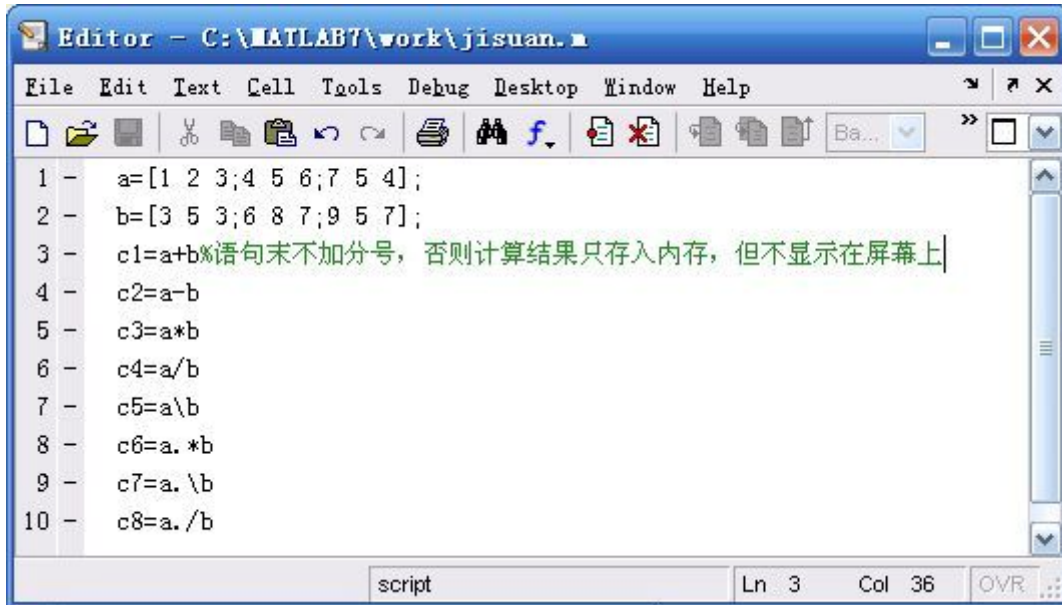 Editor - C:\MATLAB7\work\jisuan.m
File Edit Text Cell Tools Debug Desktop Window Help
Ba...
1 - a=[1 2 3;4 5 6;7 5 4];
2 - b=[3 5 3;6 8 7;9 5 7];
3 - c1=a+b%语句末不加分号，否则计算结果只存入内存，但不显示在屏幕上
4 - c2=a-b
5 - c3=a*b
6 - c4=a/b
7 - c5=a\b
8 - c6=a.*b
9 - c7=a.\b
10 - c8=a./b
script Ln 3 Col 36 OVR